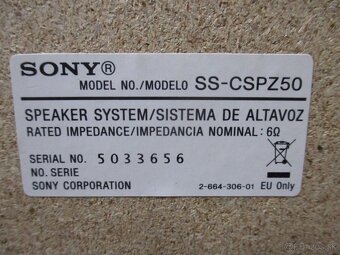 SONY®
MODEL NO./MODELO SS-CSPZ50
SPEAKER SYSTEM/SISTEMA DE ALTAVOZ
RATED IMPEDANCE/IMPEDANCIA NOMINAL: 6Ω
SERIAL NO. 5033656
NO. SERIE
SONY CORPORATION 2-664-306-01 EU Only